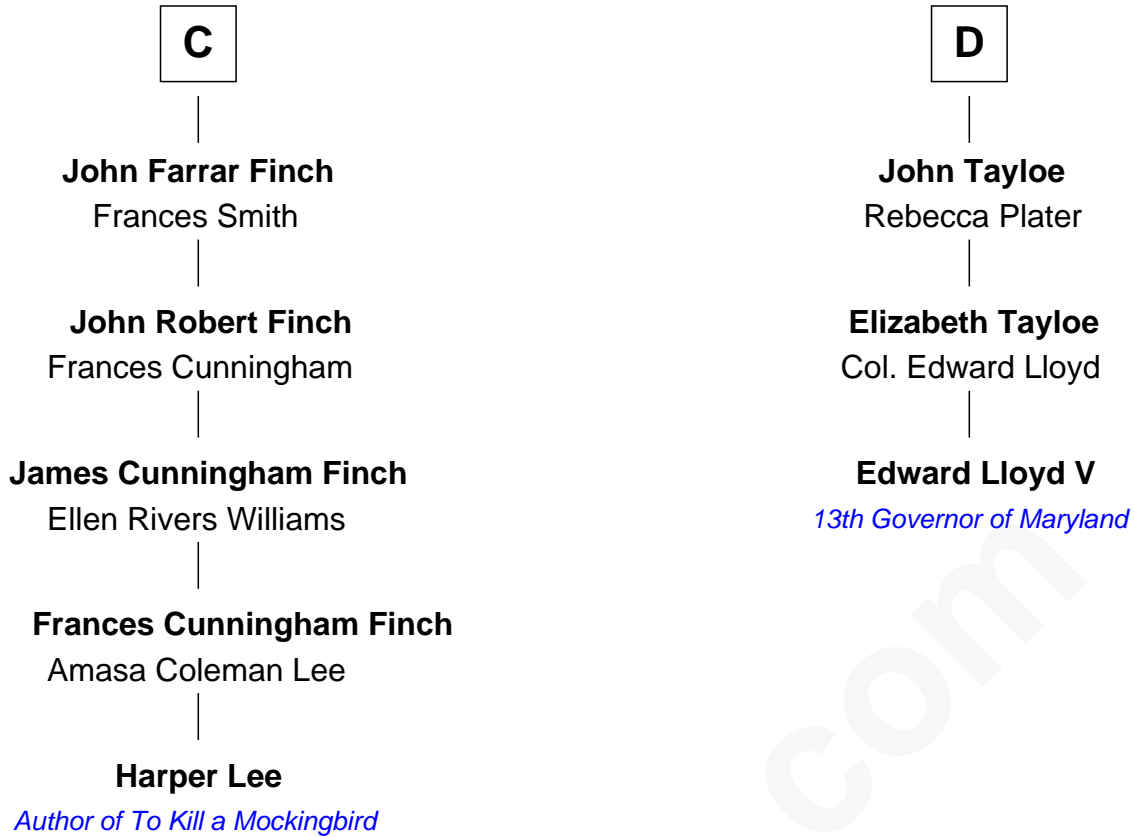 C
John Farrar Finch
Frances Smith
John Robert Finch
Frances Cunningham
James Cunningham Finch
Ellen Rivers Williams
Frances Cunningham Finch
Amasa Coleman Lee
Harper Lee
Author of To Kill a Mockingbird
D
John Tayloe
Rebecca Plater
Elizabeth Tayloe
Col. Edward Lloyd
Edward Lloyd V
13th Governor of Maryland
com